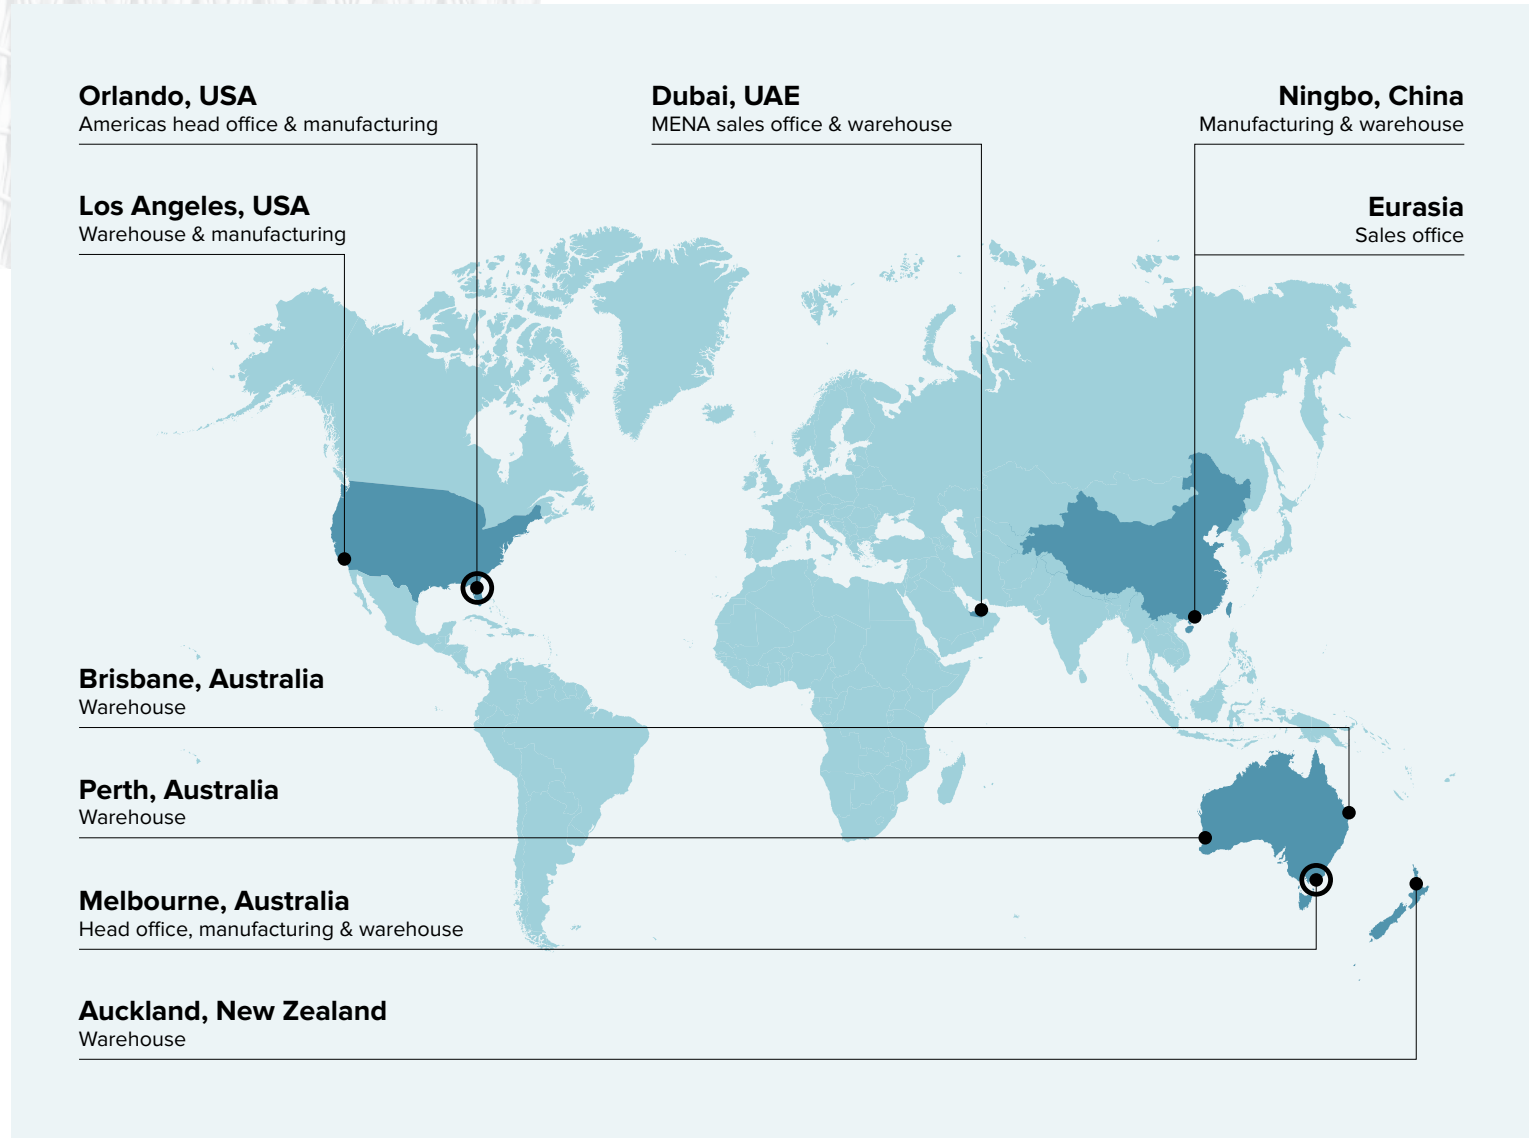 Orlando, USA
Americas head office & manufacturing
Dubai, UAE
MENA sales office & warehouse
Ningbo, China
Manufacturing & warehouse
Los Angeles, USA
Warehouse & manufacturing
Eurasia
Sales office
Brisbane, Australia
Warehouse
Perth, Australia
Warehouse
Melbourne, Australia
Head office, manufacturing & warehouse
Auckland, New Zealand
Warehouse